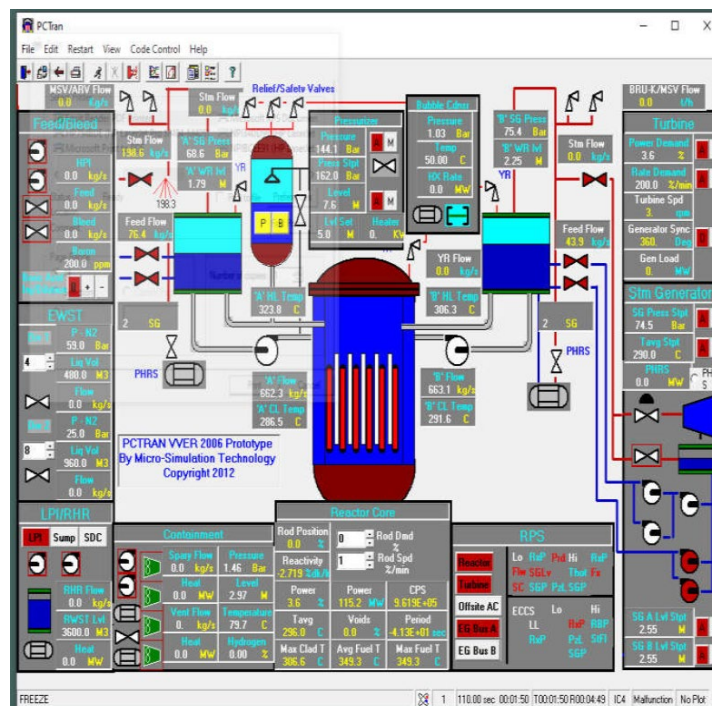 PCTran
File Edit Restart View Code Control Help
MSV/ARV Flow
0.0 Kg/s
Stm Flow
0.0 kg/s
Relief/Safety Valves
BRU-K/MSV Flow
0.0 t/h
Feed/Bleed
HPI
0.0 kg/s
Feed
0.0 kg/s
Bleed
0.0 kg/s
Boron
200.0 ppm
Stm Flow
198.6 kg/s
'A' SG Press
68.6 Bar
'A' WR lvl
1.79 M
YR
198.3
Feed Flow
76.4 kg/s
Pressurizer
Pressure
144.1 Bar
Press Stpt
162.0 Bar
Level
7.6 M
Lvl Set Heater
5.0 M 0. KW
A M
A M
P B
Bubble Cdnsr
Pressure
1.03 Bar
Temp
50.00 C
HX Rate
0.0 MW
'B' SG Press
75.4 Bar
'B' WR lvl
2.25 M
YR
Stm Flow
0.0 kg/s
YR Flow
0.0 kg/s
Feed Flow
43.9 kg/s
Turbine
Power Demand
3.6 %
Rate Demand
200.0 %/min
Turbine Spd
3. rpm
Generator Sync
360. Deg
Gen Load
0. MW
Stm Generator
SG Press Stpt
74.5 Bar
Tavg Stpt
290.0 C
PHRS
0.0 MW
EWST
P - N2
59.0 Bar
4
Liq Vol
480.0 M3
Flow
0.0 kg/s
P - N2
25.0 Bar
8
Liq Vol
960.0 M3
Flow
0.0 kg/s
2 SG
PHRS
'A' HL Temp
323.8 C
'B' HL Temp
306.3 C
2 SG
PHRS
'A' Flow
662.3 kg/s
'A' CL Temp
286.5 C
'B' Flow
663.1 kg/s
'B' CL Temp
291.6 C
PCTRAN VVER 2006 Prototype
By Micro-Simulation Technology
Copyright 2012
LPI/RHR
LPI Sump SDC
RHR Flow
0.0 kg/s
RWST Lvl
3600.0 M3
Heat
0.0 MW
Containment
Spary Flow Pressure
0.0 kg/s 1.46 Bar
Heat Level
0.0 MW 2.97 M
Vent Flow Temperature
0. kg/s 79.7 C
Heat Hydrogen
0.0 MW 0.00 %
Reactor Core
Rod Position
0.0 %
0 Rod Dmd %
Reactivity
-2.719 %dk/k
1 Rod Spd %/min
Power Power CPS
3.6 % 115.2 MW 9.619E+05
Tavg Voids Period
296.0 C 0.0 % -4.13E+01 sec
Max Clad T Avg Fuel T Max Fuel T
306.6 C 349.3 C 349.3 C
RPS
Reactor
Turbine
Offsite AC
EG Bus A
EG Bus B
Lo RxP Prd Hi RxP
Flw SGLv Thot Fx
SC SGP PzL SGP
ECCS Lo Hi
LL RxP RBP
RxP PzL StFl
SGP
SG A Lvl Stpt
2.55 M
SG B Lvl Stpt
2.55 M
FREEZE
1 110.00 sec 00:01:50 T00:01:50 R00:04:49 IC4 Malfunction No Plot